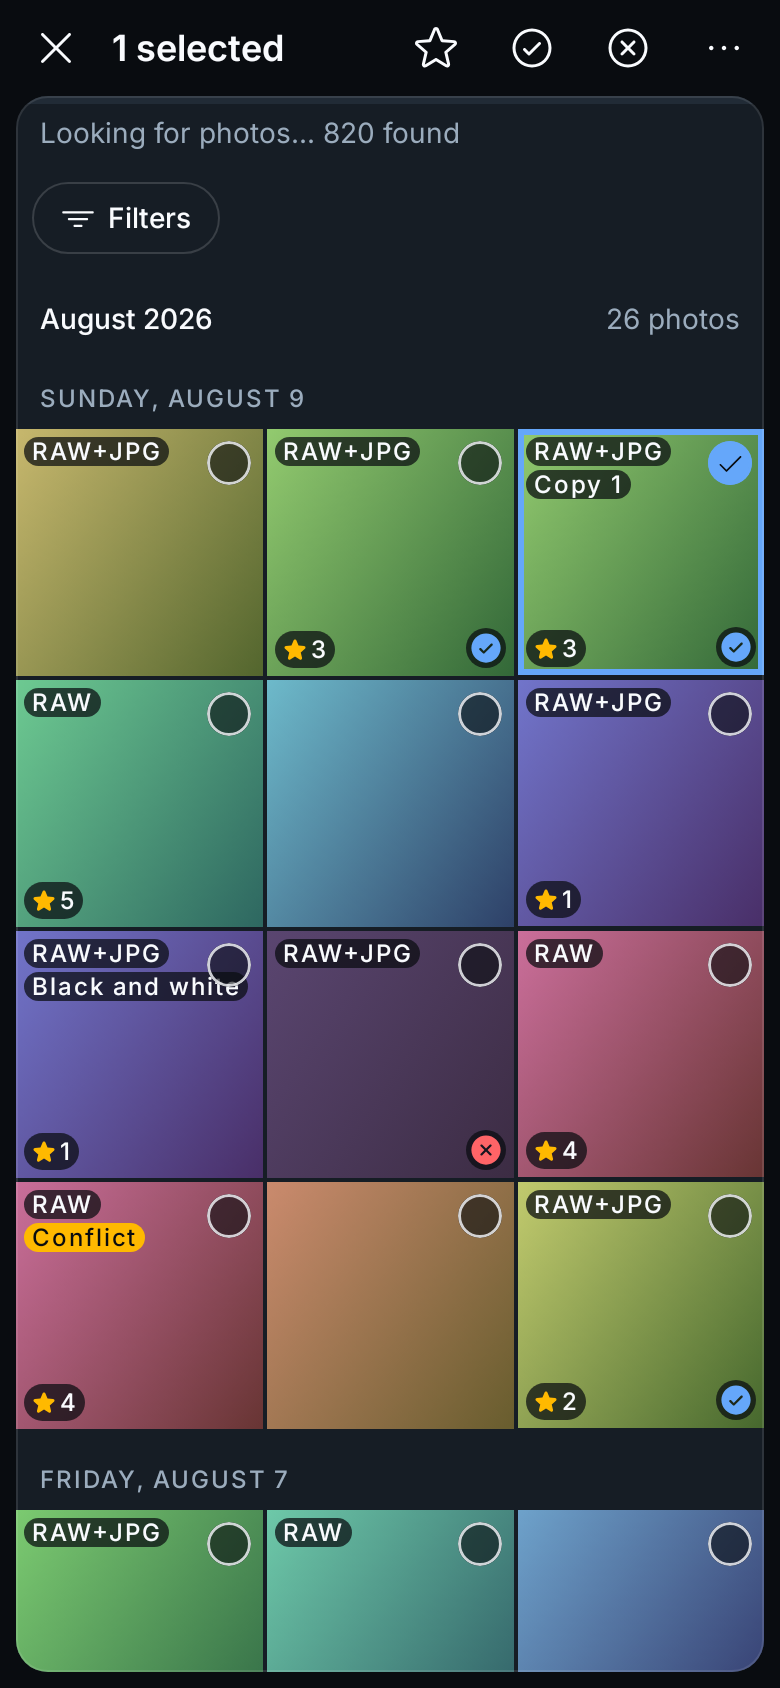 1 selected
Looking for photos... 820 found
Filters
August 2026
26 photos
SUNDAY, AUGUST 9
RAW+JPG
RAW+JPG
3
RAW+JPG
Copy 1
3
RAW
5
RAW+JPG
1
RAW+JPG
Black and white
1
RAW+JPG
RAW
4
RAW
Conflict
4
RAW+JPG
2
FRIDAY, AUGUST 7
RAW+JPG
RAW